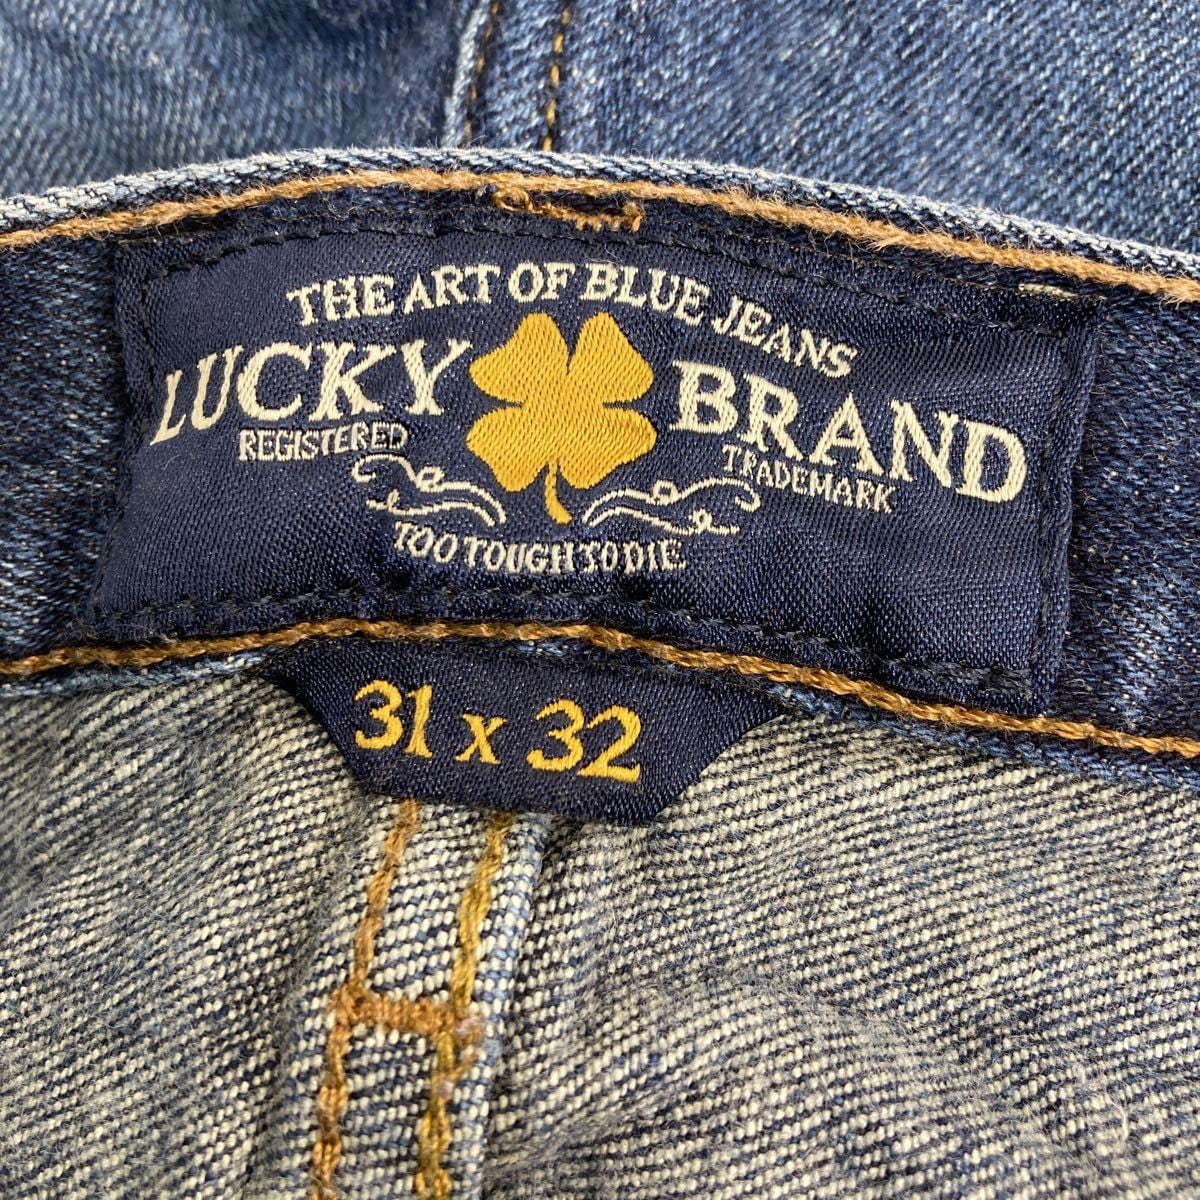 THE ART OF BLUE JEANS
LUCKY BRAND
REGISTERED TRADEMARK
TOO TOUGH TO DIE
31 x 32